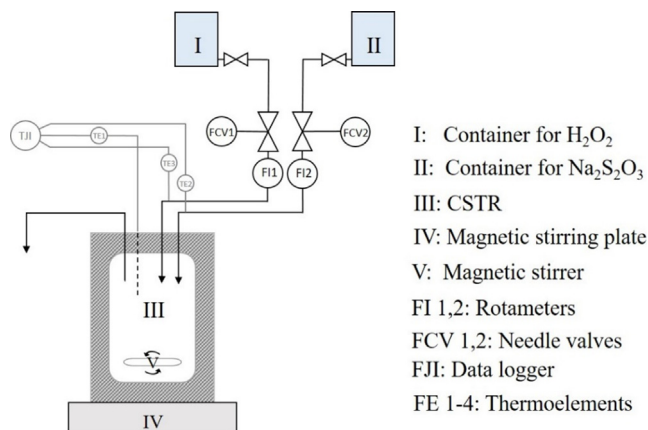 I
II
FCV1
FCV2
TJI
TE1
TE3
TE2
FI1
FI2
III
V
IV
I: Container for H₂O₂
II: Container for Na₂S₂O₃
III: CSTR
IV: Magnetic stirring plate
V: Magnetic stirrer
FI 1,2: Rotameters
FCV 1,2: Needle valves
FJI: Data logger
FE 1-4: Thermoelements